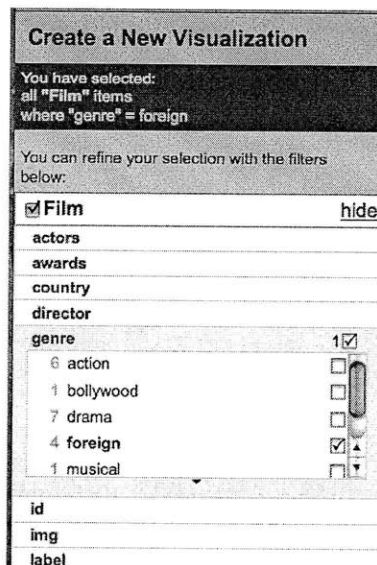 Create a New Visualization
You have selected:
all "Film" items
where "genre" = foreign
You can refine your selection with the filters
below:
Film hide
actors
awards
country
director
genre 1
6 action
1 bollywood
7 drama
4 foreign
1 musical
id
img
label